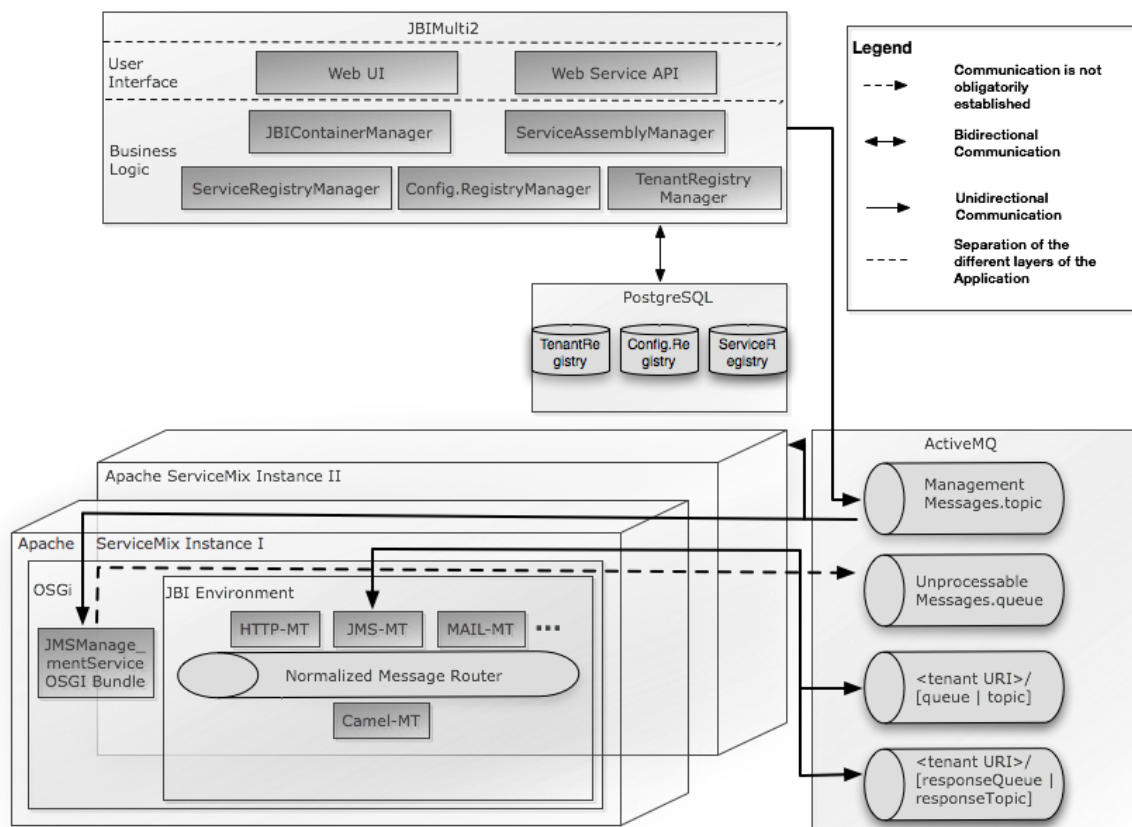 JBIMulti2
User
Interface
Web UI
Web Service API
Business
Logic
JBIContainerManager
ServiceAssemblyManager
ServiceRegistryManager
Config.RegistryManager
TenantRegistry
Manager
Legend
Communication is not
obligatorily
established
Bidirectional
Communication
Unidirectional
Communication
Separation of the
different layers of the
Application
PostgreSQL
TenantRe
gistry
Config.Re
gistry
ServiceR
egistry
Apache ServiceMix Instance II
Apache ServiceMix Instance I
OSGi
JMSManage_
mentService
OSGI Bundle
JBI Environment
HTTP-MT
JMS-MT
MAIL-MT
...
Normalized Message Router
Camel-MT
ActiveMQ
Management
Messages.topic
Unprocessable
Messages.queue
<tenant URI>/
[queue | topic]
<tenant URI>/
[responseQueue |
responseTopic]